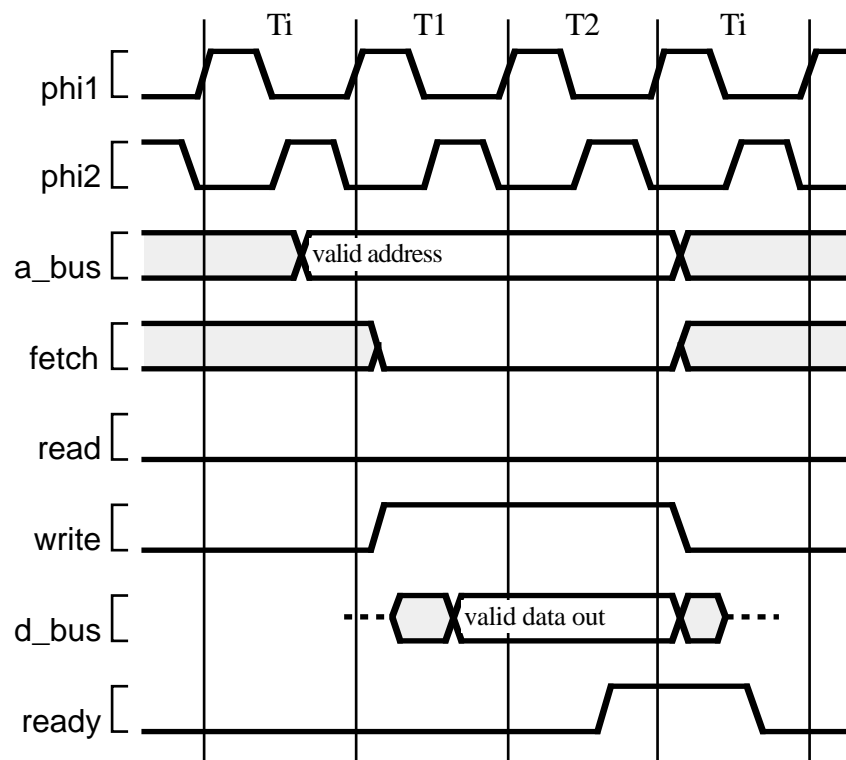 Ti T1 T2 Ti
phi1
phi2
a_bus valid address
fetch
read
write
d_bus valid data out
ready